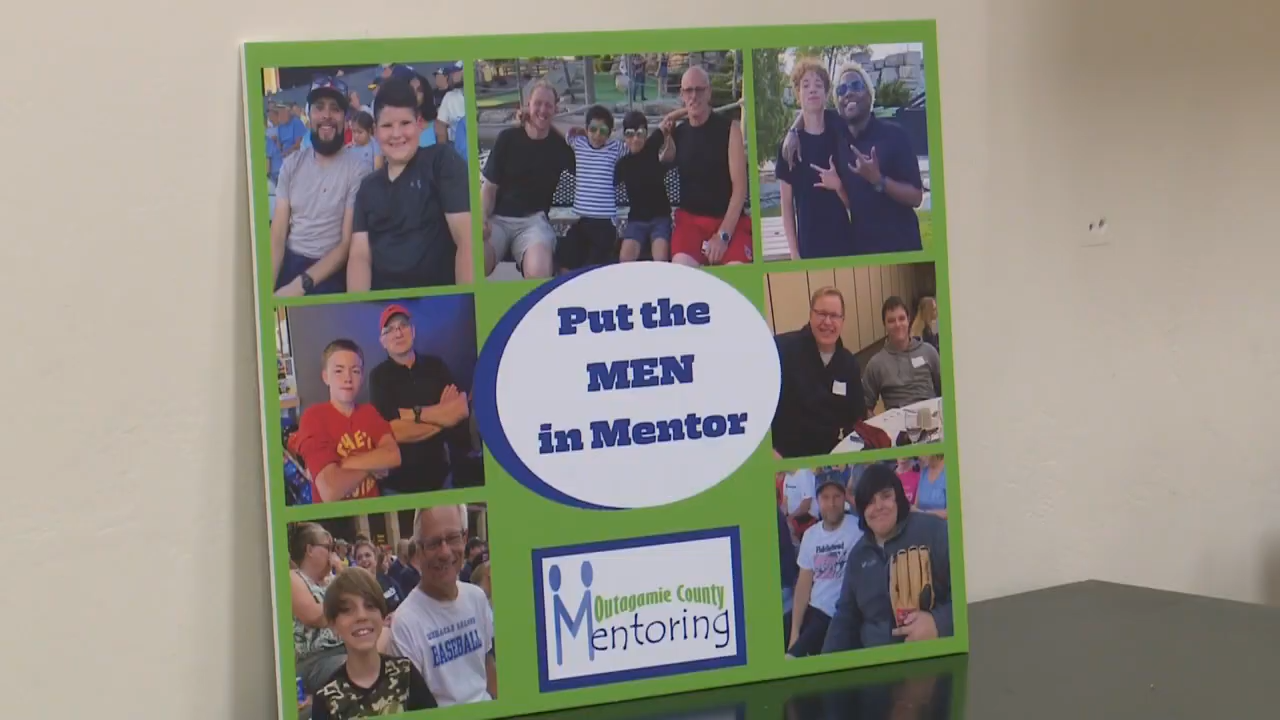 Put the
MEN
in Mentor
Outagamie County
Mentoring
BASEBALL